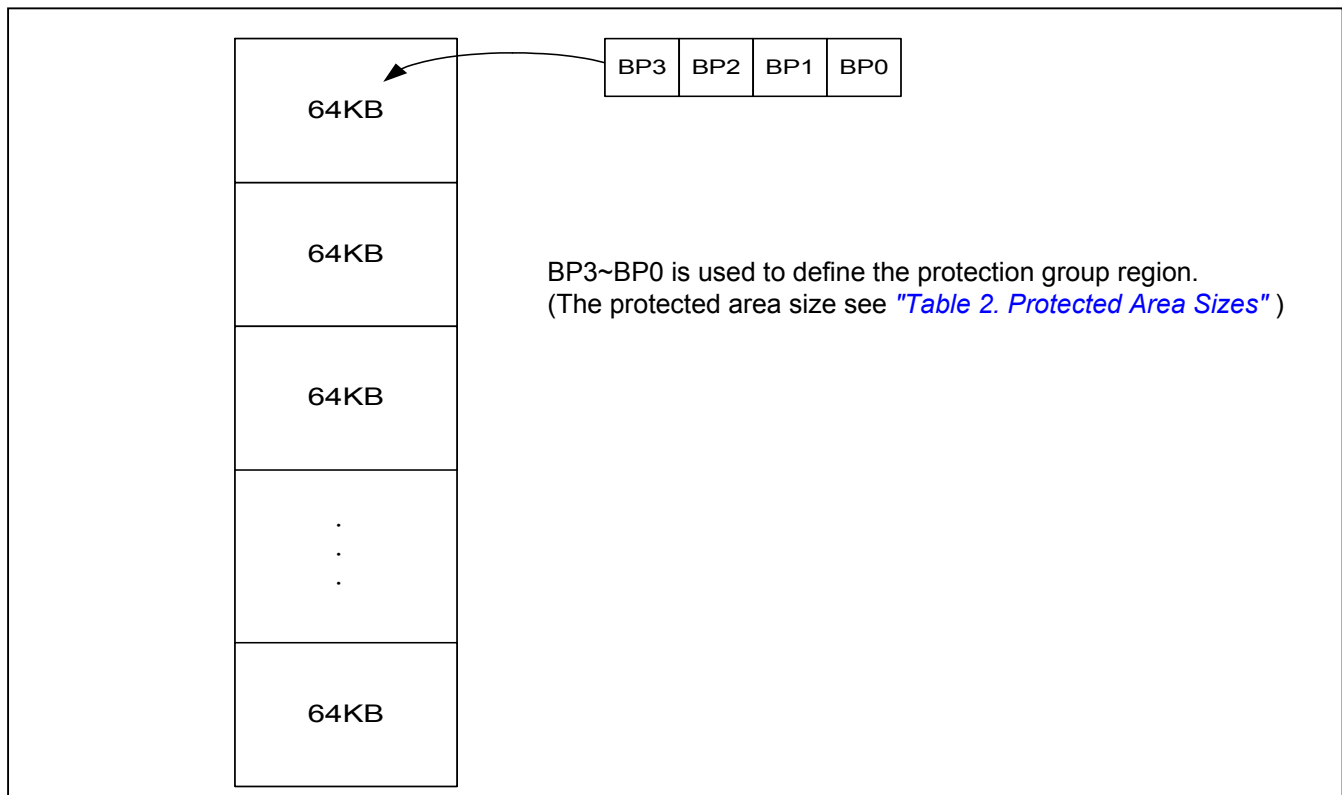 BP3 BP2 BP1 BP0
64KB
64KB
BP3~BP0 is used to define the protection group region.
(The protected area size see "Table 2. Protected Area Sizes" )
64KB
.
.
.
64KB